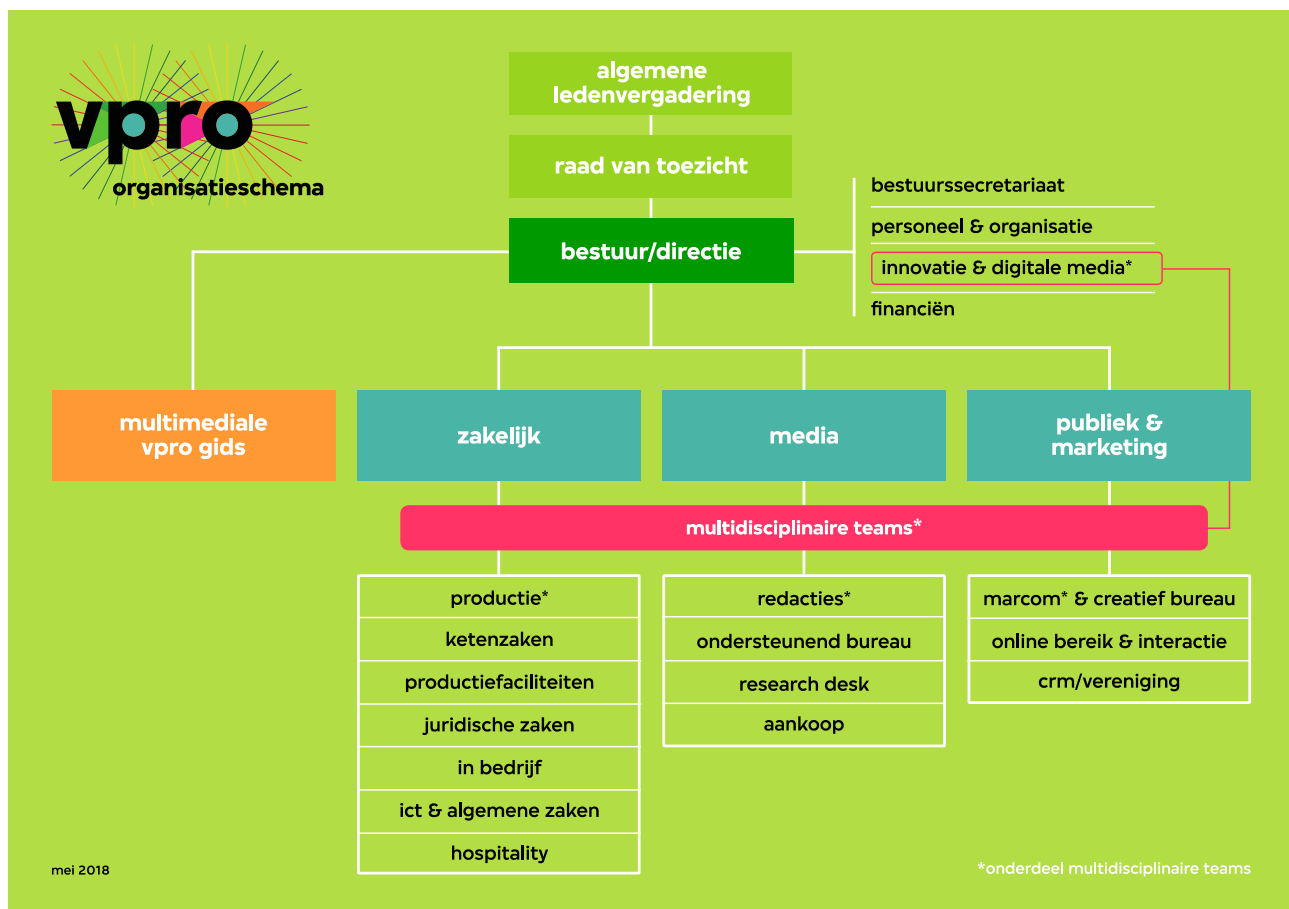 vpro
organisatieschema
algemene
ledenvergadering
raad van toezicht
bestuur/directie
bestuurssecretariaat
personeel & organisatie
innovatie & digitale media*
financiën
multimediale
vpro gids
zakelijk
media
publiek &
marketing
multidisciplinaire teams*
productie*
ketenzaken
productiefaciliteiten
juridische zaken
in bedrijf
ict & algemene zaken
hospitality
redacties*
ondersteunend bureau
research desk
aankoop
marcom* & creatief bureau
online bereik & interactie
crm/vereniging
mei 2018
*onderdeel multidisciplinaire teams